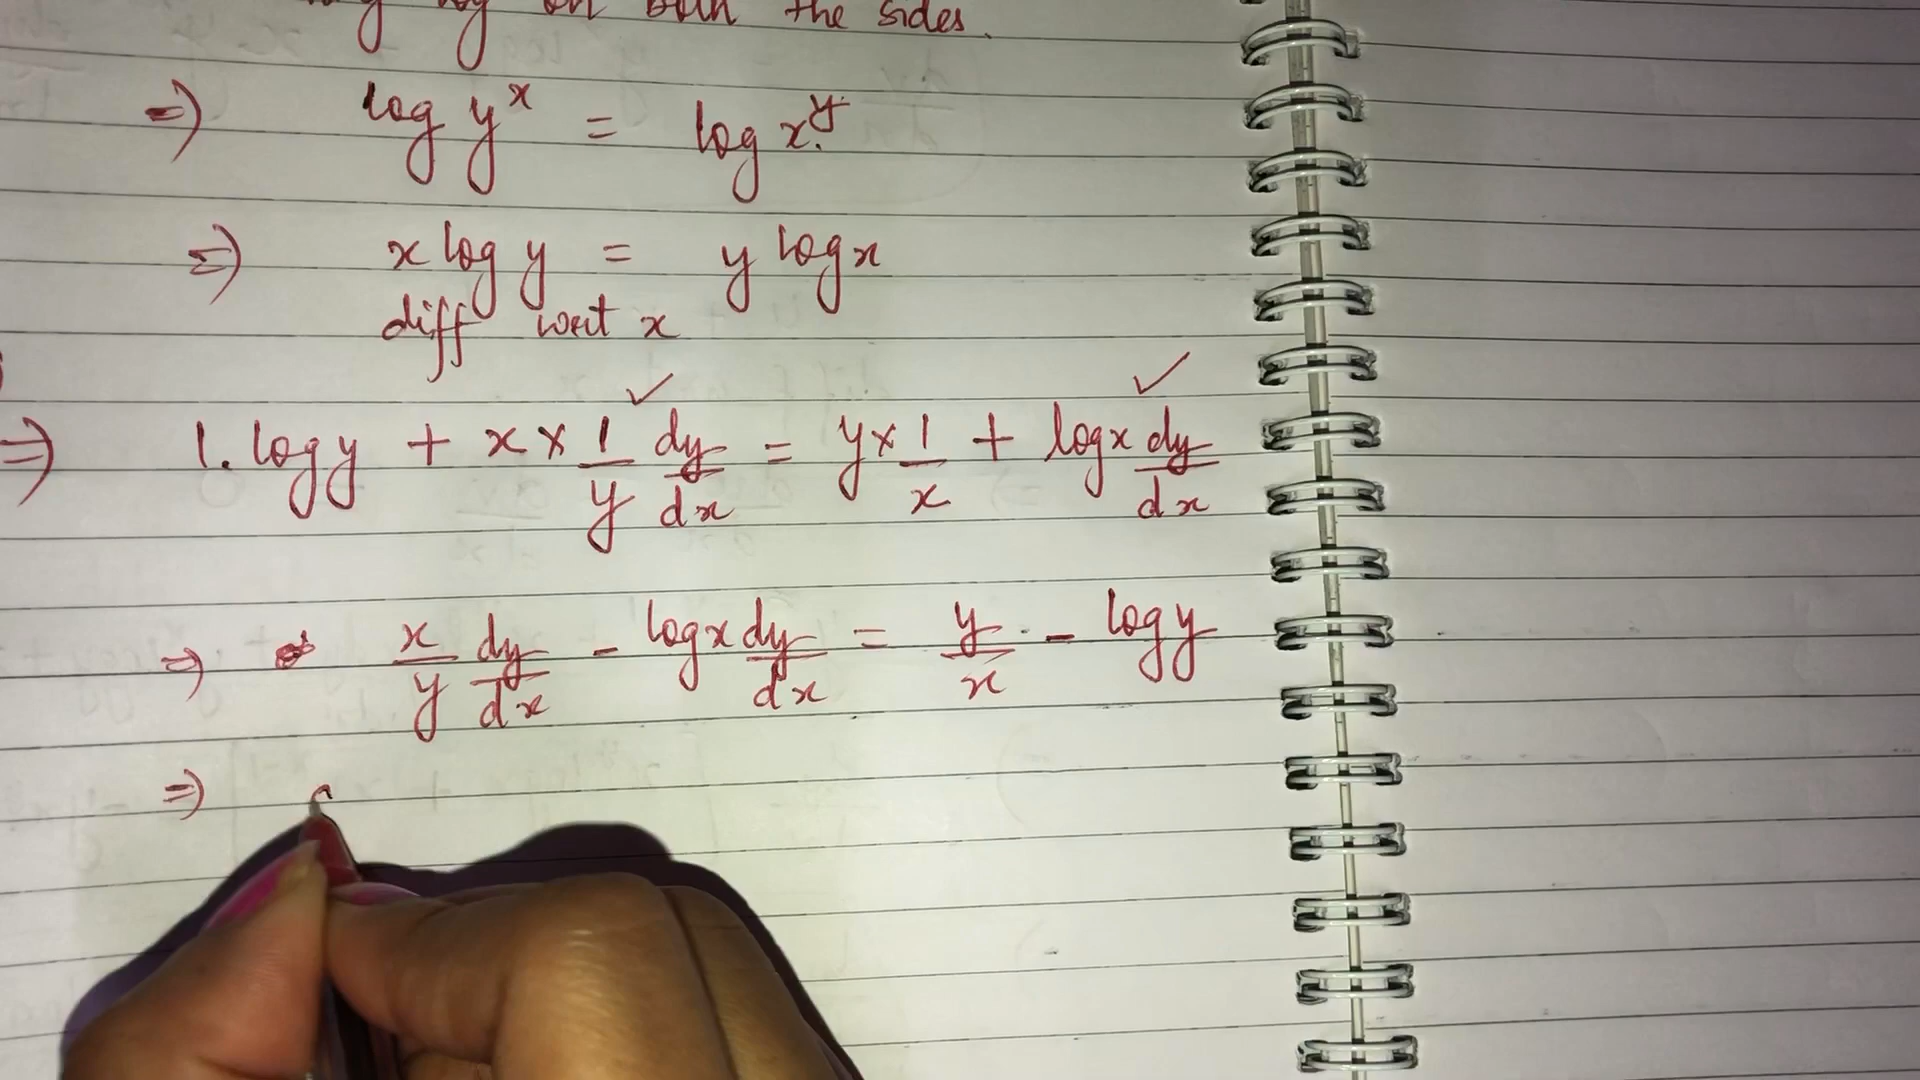 the sides.
=) log y^x = log x^y.
=) x log y = y log x
diff wrt x
=) 1. log y + x × 1/y dy/dx = y × 1/x + log x dy/dx
=) x/y dy/dx - log x dy/dx = y/x - log y
=)